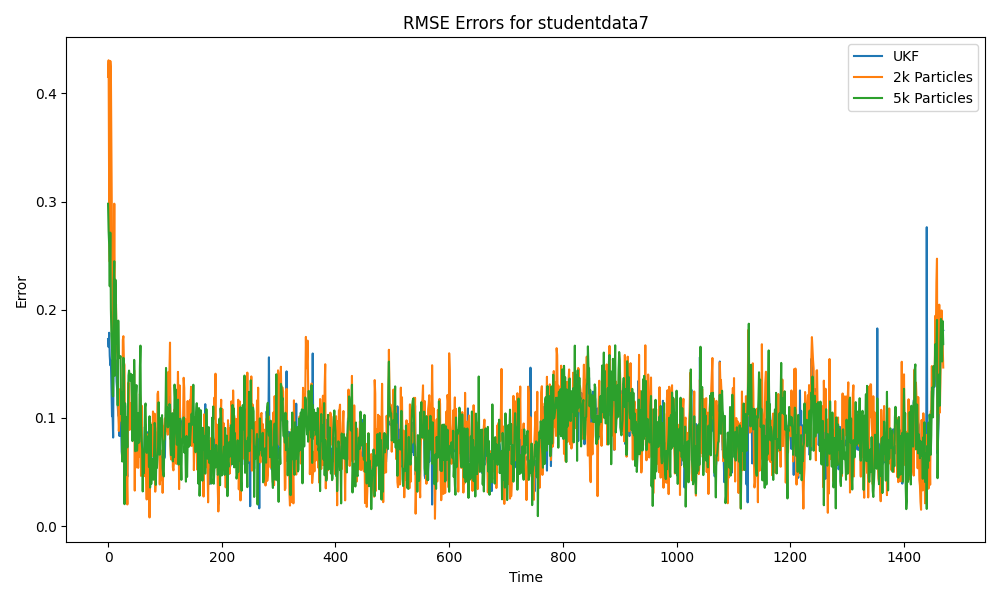 RMSE Errors for studentdata7
UKF
2k Particles
5k Particles
0.4
0.3
0.2
0.1
0.0
Error
0 200 400 600 800 1000 1200 1400
Time